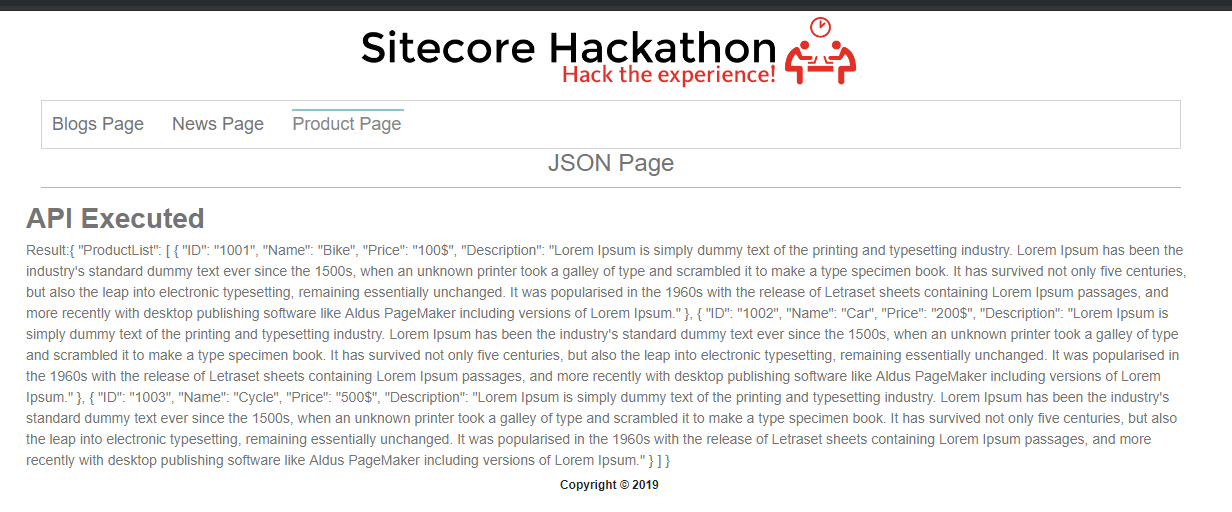 Sitecore Hackathon
Hack the experience!
Blogs Page News Page Product Page
JSON Page
API Executed
Result:{ "ProductList": [ { "ID": "1001", "Name": "Bike", "Price": "100$", "Description": "Lorem Ipsum is simply dummy text of the printing and typesetting industry. Lorem Ipsum has been the
industry's standard dummy text ever since the 1500s, when an unknown printer took a galley of type and scrambled it to make a type specimen book. It has survived not only five centuries,
but also the leap into electronic typesetting, remaining essentially unchanged. It was popularised in the 1960s with the release of Letraset sheets containing Lorem Ipsum passages, and
more recently with desktop publishing software like Aldus PageMaker including versions of Lorem Ipsum." }, { "ID": "1002", "Name": "Car", "Price": "200$", "Description": "Lorem Ipsum is
simply dummy text of the printing and typesetting industry. Lorem Ipsum has been the industry's standard dummy text ever since the 1500s, when an unknown printer took a galley of type
and scrambled it to make a type specimen book. It has survived not only five centuries, but also the leap into electronic typesetting, remaining essentially unchanged. It was popularised in
the 1960s with the release of Letraset sheets containing Lorem Ipsum passages, and more recently with desktop publishing software like Aldus PageMaker including versions of Lorem
Ipsum." }, { "ID": "1003", "Name": "Cycle", "Price": "500$", "Description": "Lorem Ipsum is simply dummy text of the printing and typesetting industry. Lorem Ipsum has been the industry's
standard dummy text ever since the 1500s, when an unknown printer took a galley of type and scrambled it to make a type specimen book. It has survived not only five centuries, but also
the leap into electronic typesetting, remaining essentially unchanged. It was popularised in the 1960s with the release of Letraset sheets containing Lorem Ipsum passages, and more
recently with desktop publishing software like Aldus PageMaker including versions of Lorem Ipsum." } ] }
Copyright © 2019